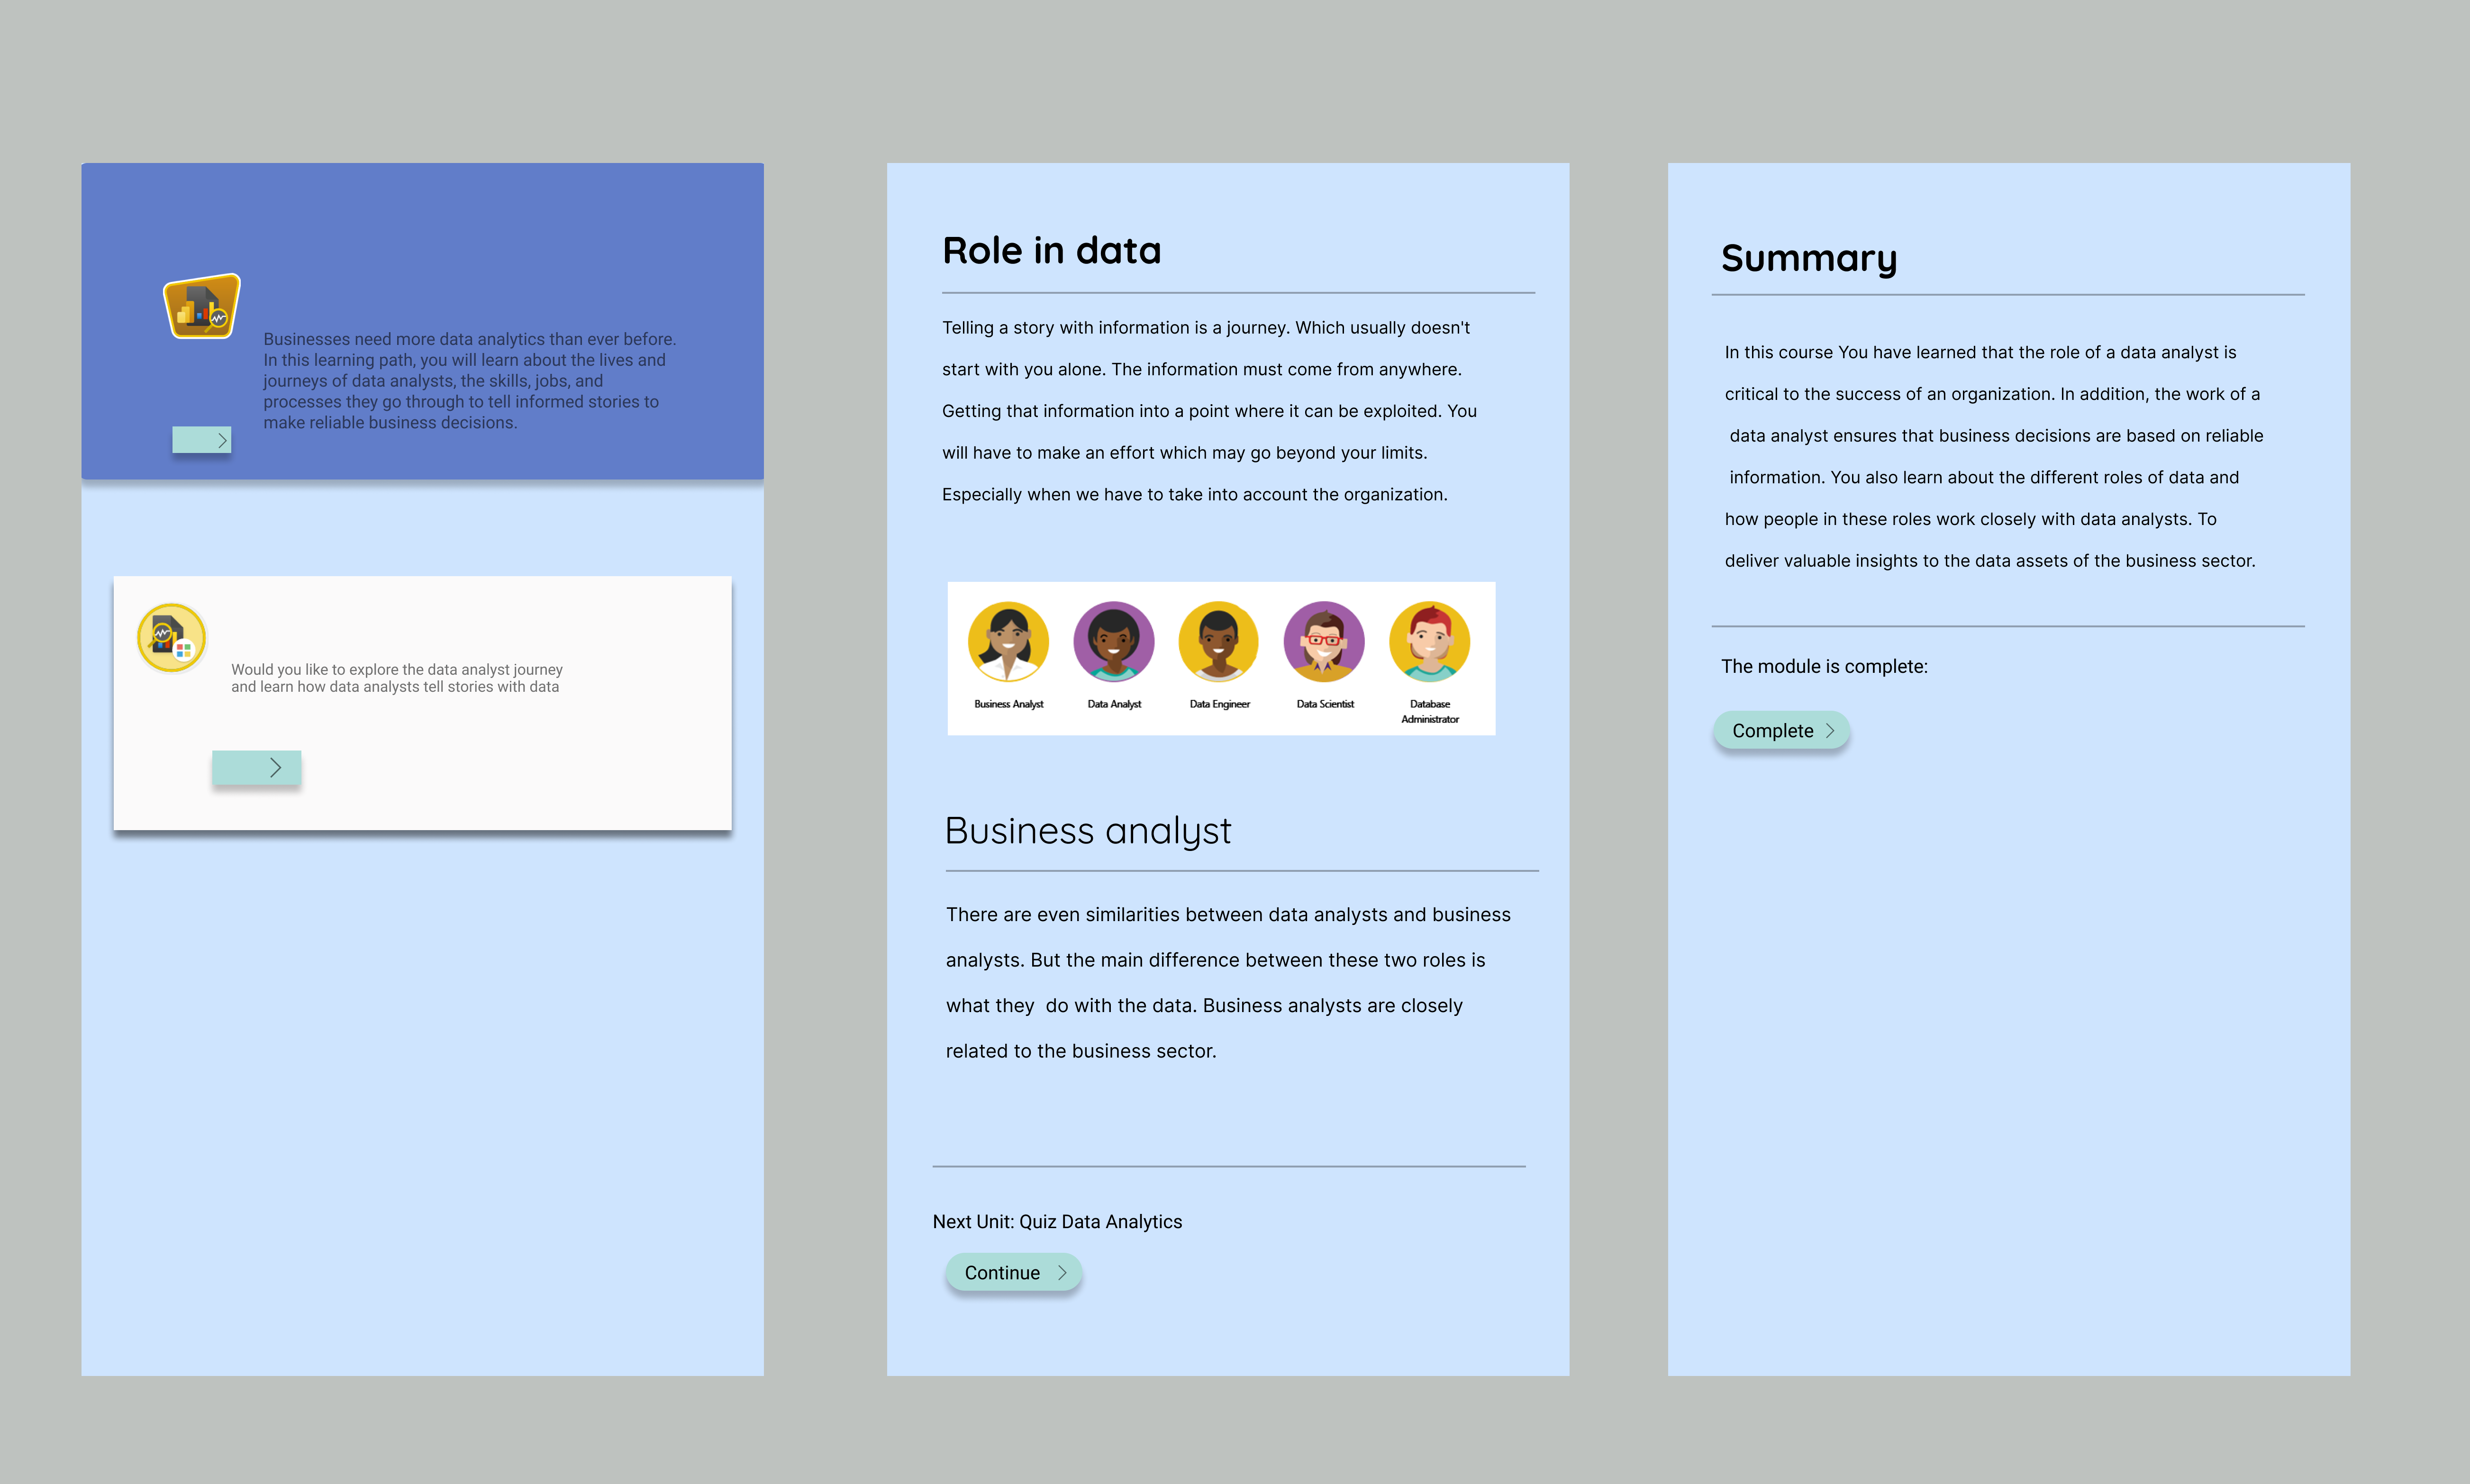 Businesses need more data analytics than ever before.
In this learning path, you will learn about the lives and
journeys of data analysts, the skills, jobs, and
processes they go through to tell informed stories to
make reliable business decisions.
Would you like to explore the data analyst journey
and learn how data analysts tell stories with data
Role in data
Telling a story with information is a journey. Which usually doesn't
start with you alone. The information must come from anywhere.
Getting that information into a point where it can be exploited. You
will have to make an effort which may go beyond your limits.
Especially when we have to take into account the organization.
Business Analyst
Data Analyst
Data Engineer
Data Scientist
Database
Administrator
Business analyst
There are even similarities between data analysts and business
analysts. But the main difference between these two roles is
what they  do with the data. Business analysts are closely
related to the business sector.
Next Unit: Quiz Data Analytics
Continue
Summary
In this course You have learned that the role of a data analyst is
critical to the success of an organization. In addition, the work of a
data analyst ensures that business decisions are based on reliable
information. You also learn about the different roles of data and
how people in these roles work closely with data analysts. To
deliver valuable insights to the data assets of the business sector.
The module is complete:
Complete